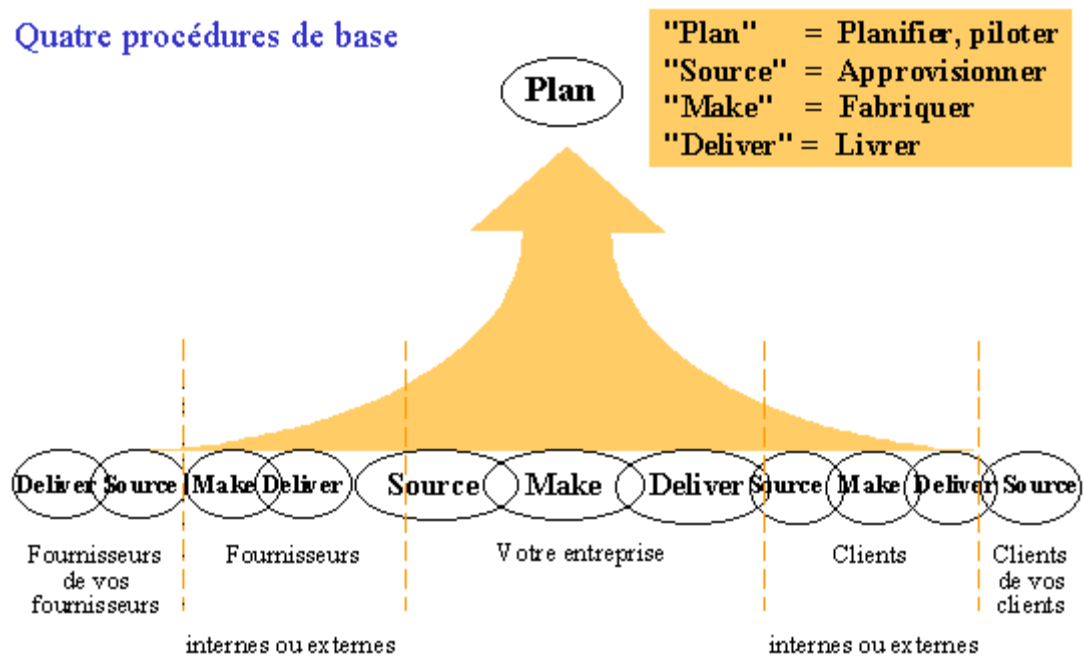 Quatre procédures de base
"Plan" = Planifier, piloter
"Source" = Approvisionner
"Make" = Fabriquer
"Deliver" = Livrer
Plan
Deliver Source Make Deliver Source Make Deliver Source Make Deliver Source
Fournisseurs
de vos
fournisseurs
Fournisseurs
Votre entreprise
Clients
Clients
de vos
clients
internes ou externes
internes ou externes